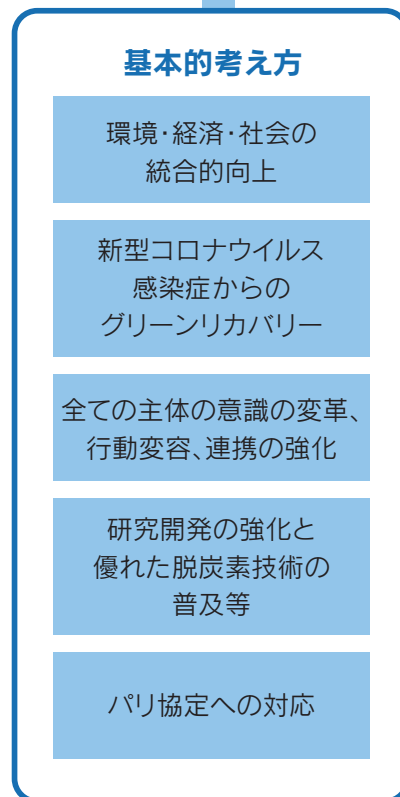 基本的考え方
環境・経済・社会の
統合的向上
新型コロナウイルス
感染症からの
グリーンリカバリー
全ての主体の意識の変革、
行動変容、連携の強化
研究開発の強化と
優れた脱炭素技術の
普及等
パリ協定への対応